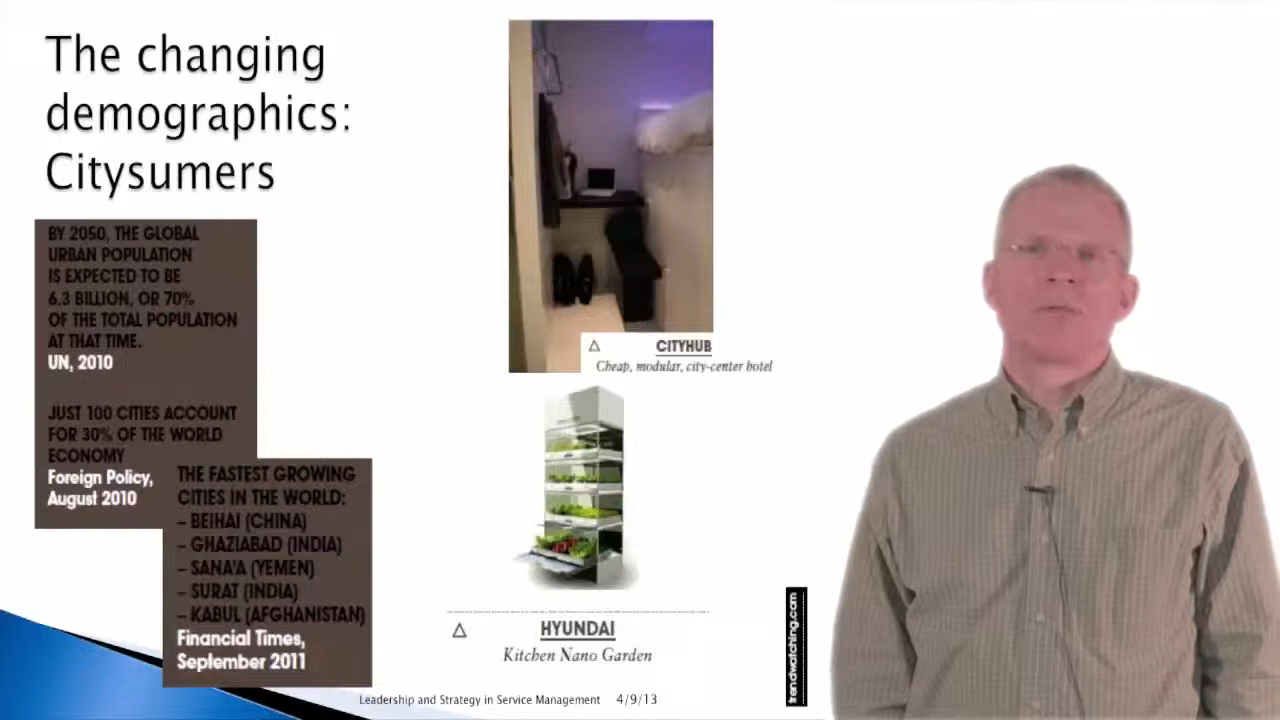 The changing
demographics:
Citysumers
BY 2050, THE GLOBAL
URBAN POPULATION
IS EXPECTED TO BE
6.3 BILLION, OR 70%
OF THE TOTAL POPULATION
AT THAT TIME.
UN, 2010
JUST 100 CITIES ACCOUNT
FOR 30% OF THE WORLD
ECONOMY
Foreign Policy,
August 2010
THE FASTEST GROWING
CITIES IN THE WORLD:
– BEIHAI (CHINA)
– GHAZIABAD (INDIA)
– SANA'A (YEMEN)
– SURAT (INDIA)
– KABUL (AFGHANISTAN)
Financial Times,
September 2011
CITYHUB
Cheap, modular, city-center hotel
HYUNDAI
Kitchen Nano Garden
trendwatching.com
Leadership and Strategy in Service Management 4/9/13